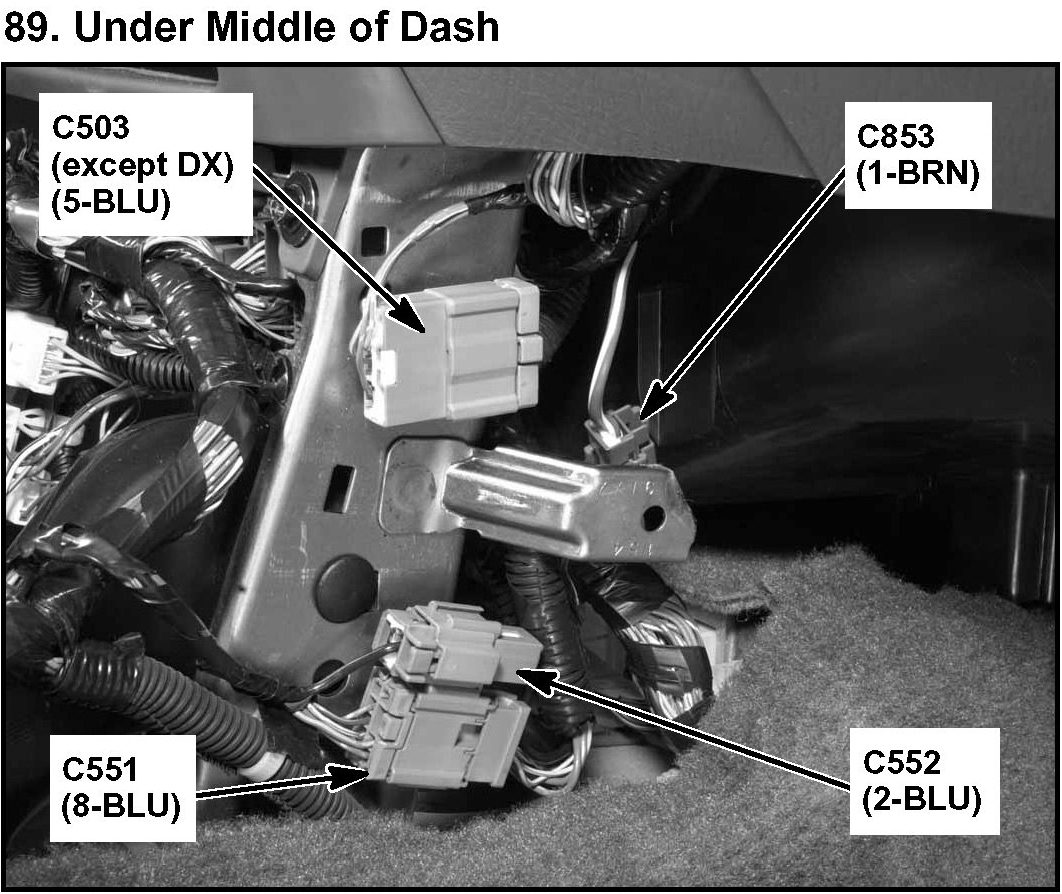 89. Under Middle of Dash
C503
(except DX)
(5-BLU)
C853
(1-BRN)
C551
(8-BLU)
C552
(2-BLU)